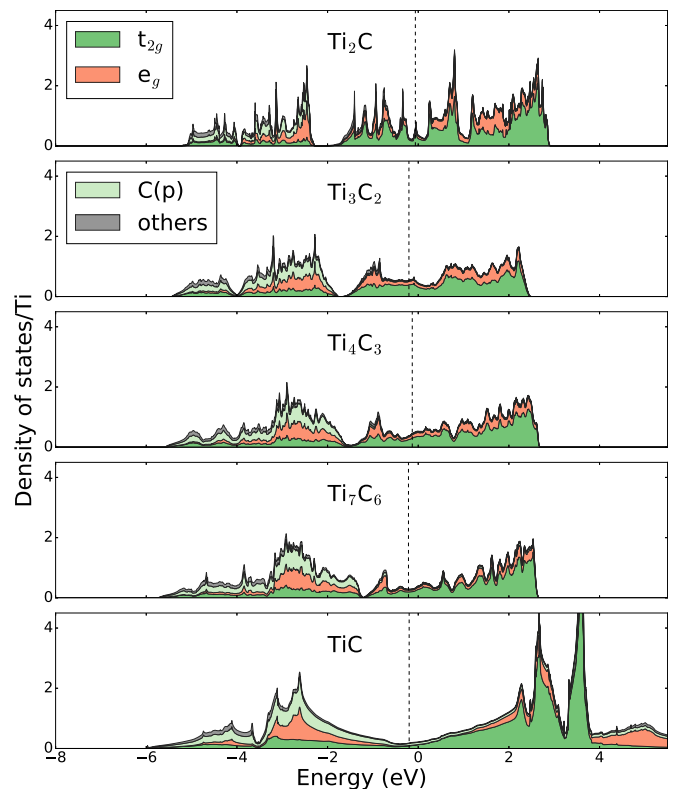 4
2
0
t₂g
e_g
Ti₂C
4
2
0
C(p)
others
Ti₃C₂
4
2
0
Ti₄C₃
4
2
0
Ti₇C₆
4
2
0
TiC
Density of states/Ti
−8 −6 −4 −2 0 2 4
Energy (eV)